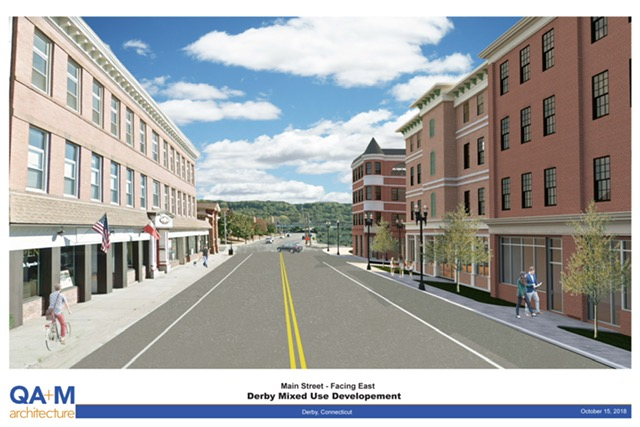 Main Street - Facing East
Derby Mixed Use Developement
QA+M
architecture
Derby, Connecticut
October 15, 2018